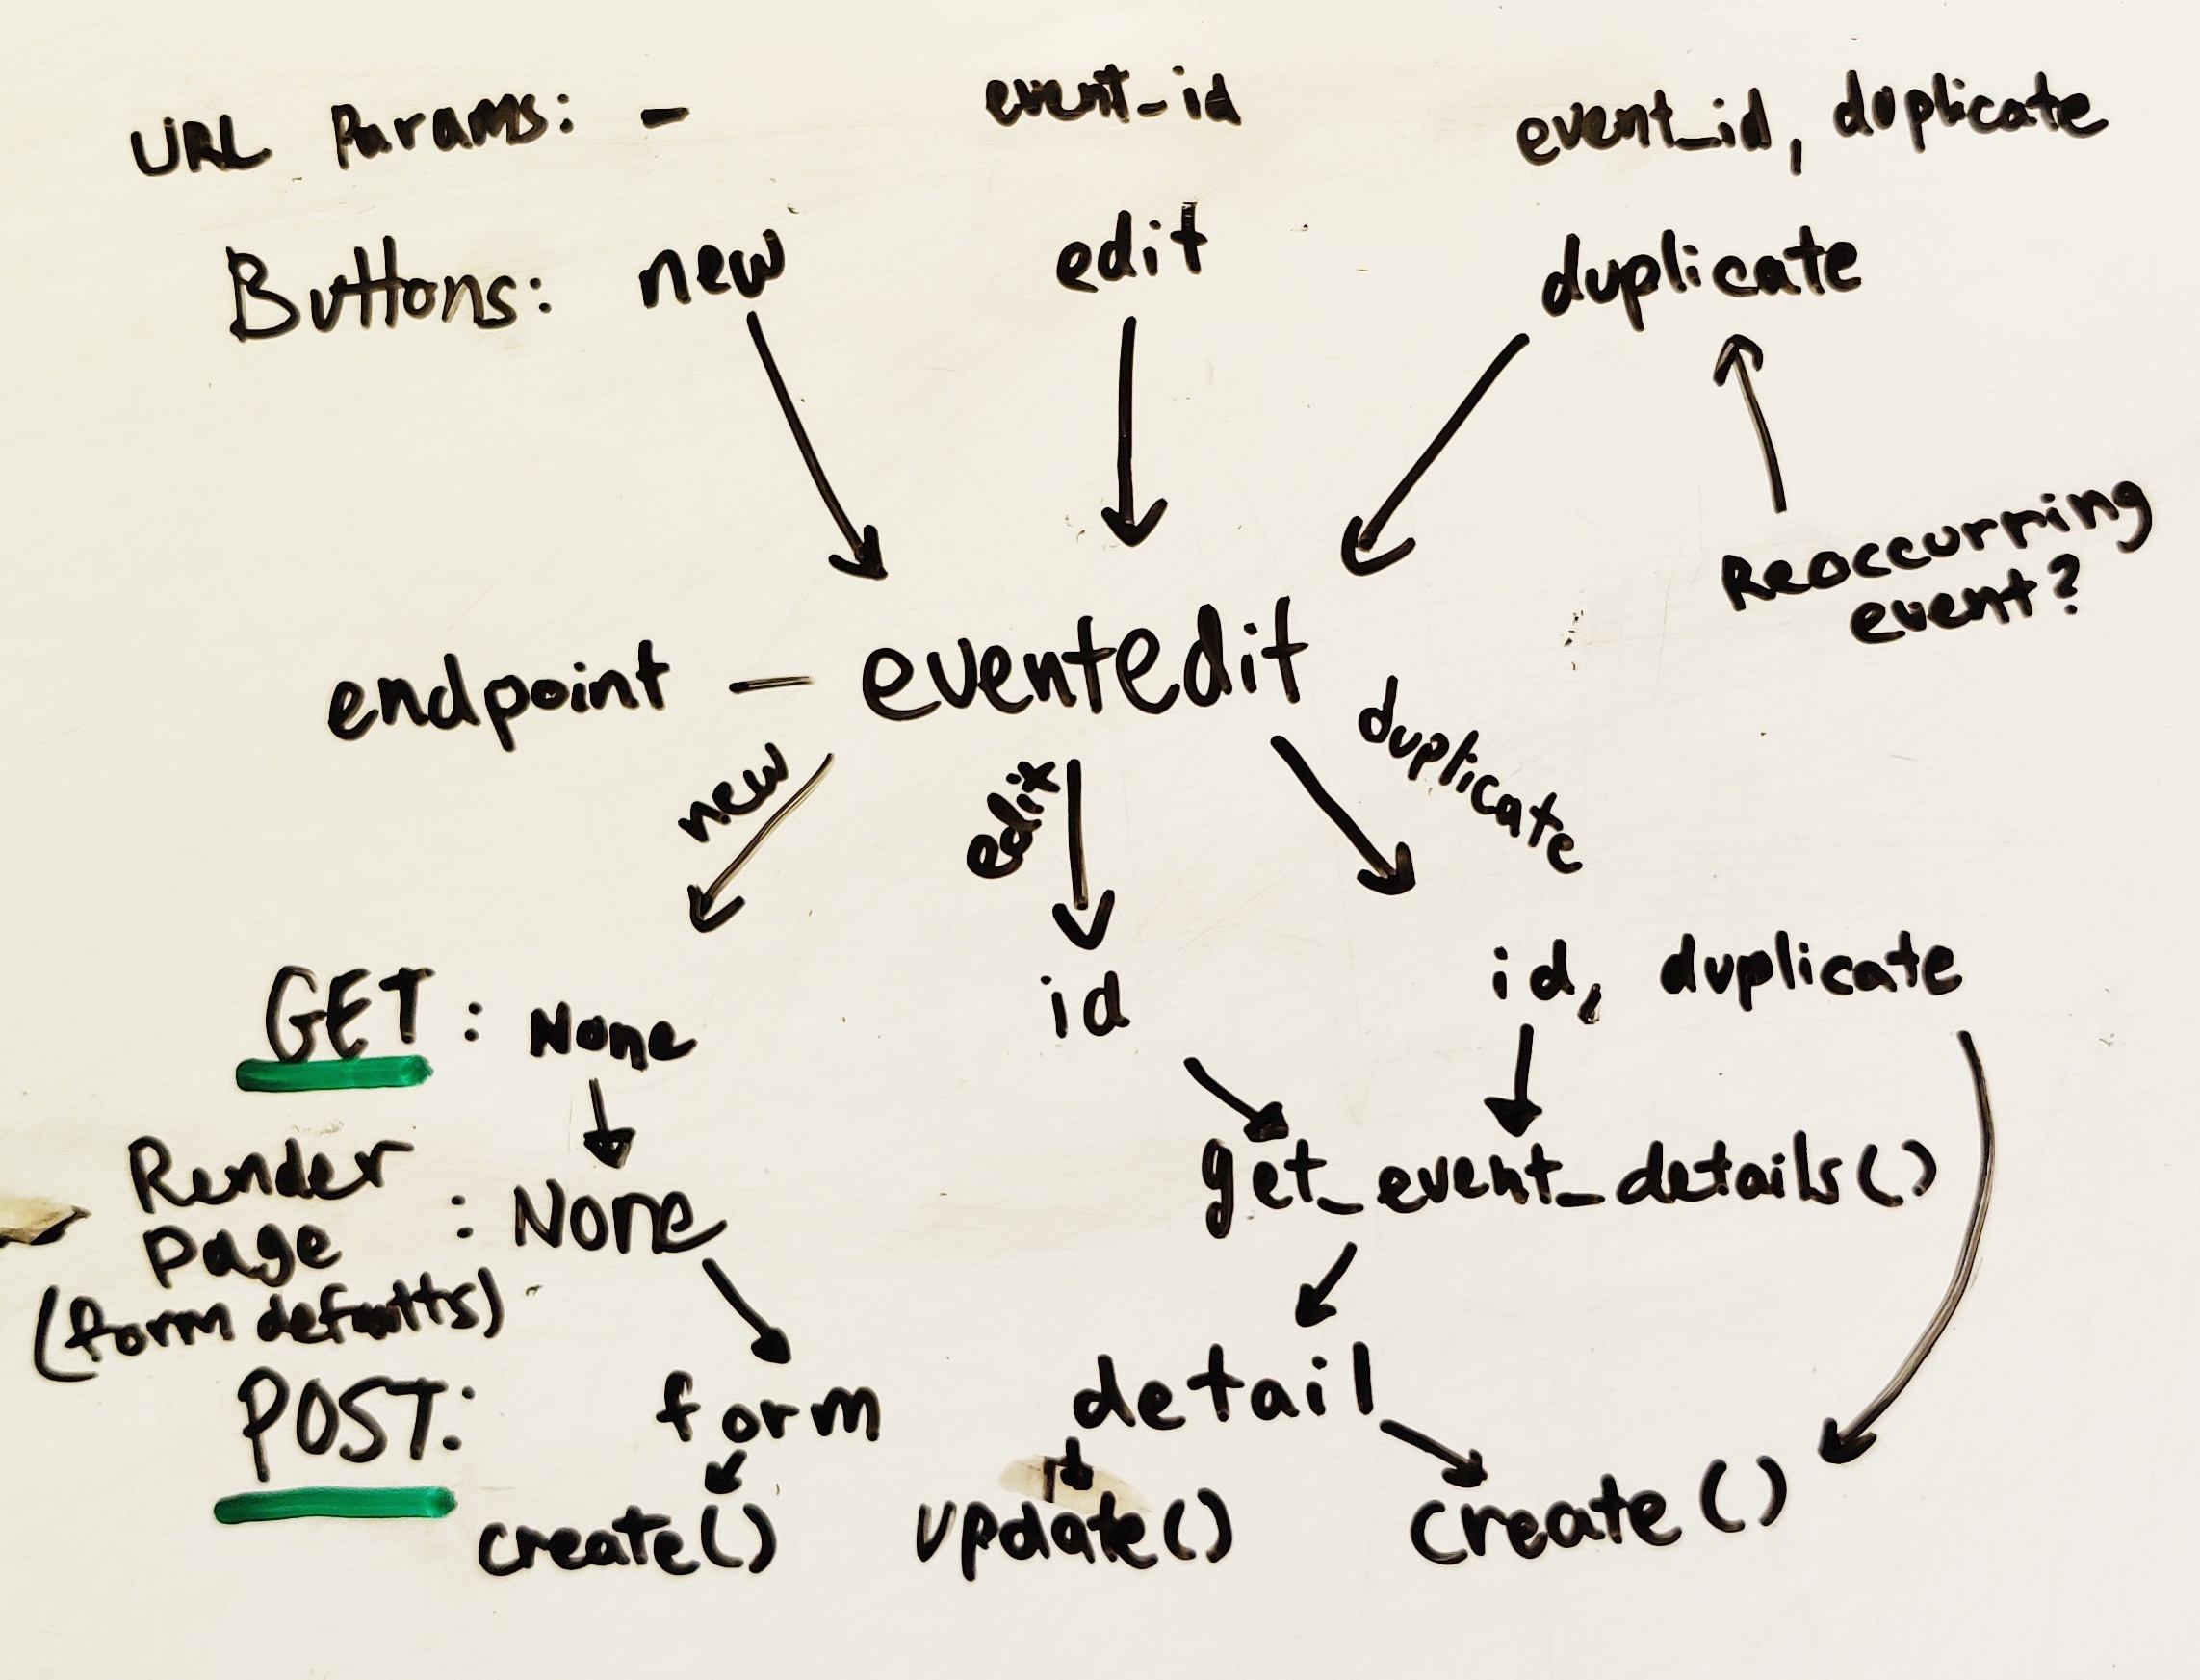 URL Params: -
event_id
event_id, duplicate
Buttons: new
edit
duplicate
Reoccurring
event?
endpoint — eventedit
new
edit
duplicate
GET: None
id
id, duplicate
Render
Page : None
(form defaults)
get_event_details()
POST: form
detail
create()
update()
create()